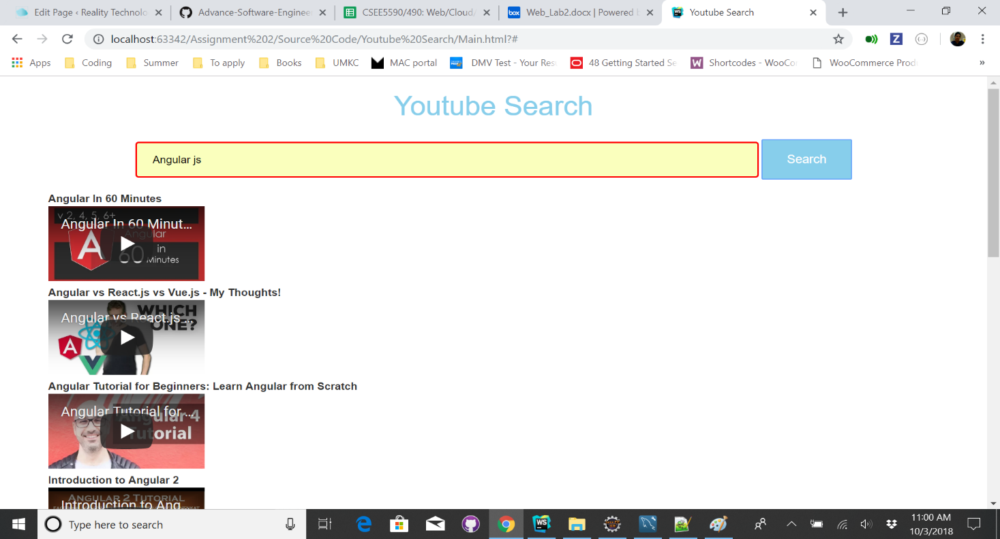 Edit Page ‹ Reality Technolo
Advance-Software-Engineer
CSEE5590/490: Web/Cloud/
box
Web_Lab2.docx | Powered b
WS
Youtube Search
localhost:63342/Assignment%202/Source%20Code/Youtube%20Search/Main.html?#
Z
Apps
Coding
Summer
To apply
Books
UMKC
MAC portal
DMV Test - Your Res
48 Getting Started Se
W
Shortcodes - WooCo
WooCommerce Prod
»
Youtube Search
Angular js
Search
Angular In 60 Minutes
v 2, 4, 5, 6+
Angular In 60 Minut...
Angular
A
60
in
Minutes
Angular vs React.js vs Vue.js - My Thoughts!
WHICH
Angular vs React.js ...
ONE?
A
Angular Tutorial for Beginners: Learn Angular from Scratch
Angular Tutorial for ...
Angular 4
Tutorial
Introduction to Angular 2
ANGULAR 2 TUTORIAL
Introduction to Ang...
Type here to search
WS
11:00 AM
10/3/2018